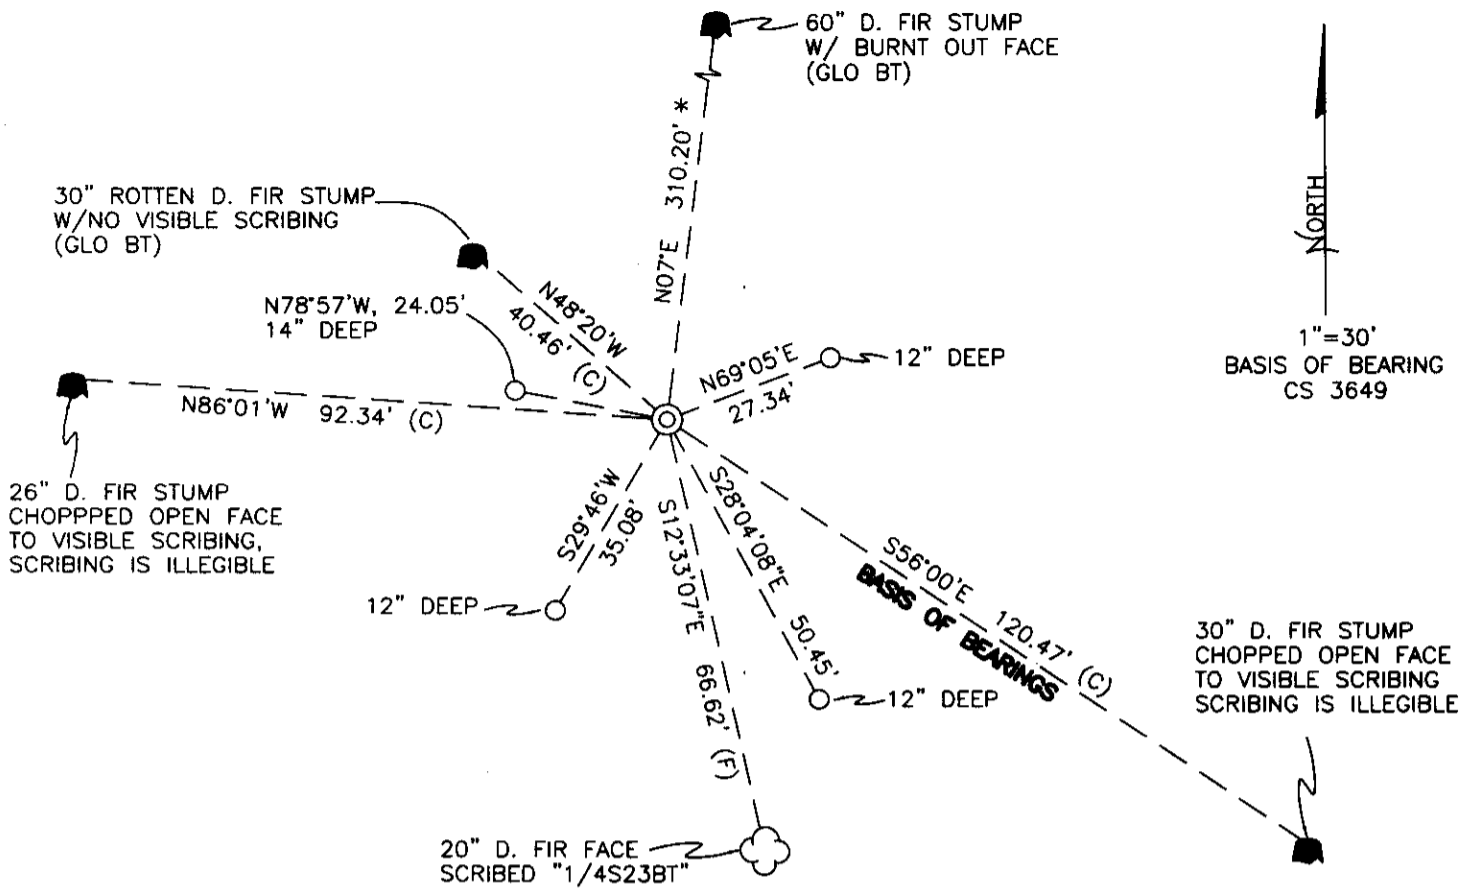 60" D. FIR STUMP
W/ BURNT OUT FACE
(GLO BT)
310.20' *
N07°E
30" ROTTEN D. FIR STUMP
W/NO VISIBLE SCRIBING
(GLO BT)
NORTH
1"=30'
BASIS OF BEARING
CS 3649
N78°57'W, 24.05'
14" DEEP
N48°20'W
40.46' (C)
N69°05'E
27.34'
12" DEEP
N86°01'W 92.34' (C)
26" D. FIR STUMP
CHOPPPED OPEN FACE
TO VISIBLE SCRIBING,
SCRIBING IS ILLEGIBLE
S29°46'W
35.08'
12" DEEP
S12°33'07"E 66.62' (F)
S28°04'08"E 50.45'
12" DEEP
S56°00'E 120.47' (C)
BASIS OF BEARINGS
30" D. FIR STUMP
CHOPPED OPEN FACE
TO VISIBLE SCRIBING
SCRIBING IS ILLEGIBLE
20" D. FIR FACE
SCRIBED "1/4S23BT"